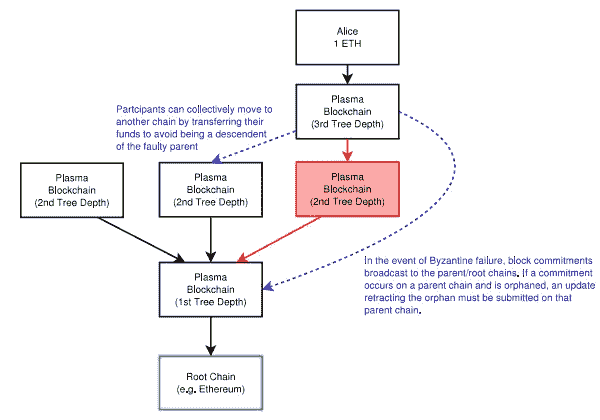 Alice
1 ETH
Partcipants can collectively move to
another chain by transferring their
funds to avoid being a descendent
of the faulty parent
Plasma
Blockchain
(3rd Tree Depth)
Plasma
Blockchain
(2nd Tree Depth)
Plasma
Blockchain
(2nd Tree Depth)
Plasma
Blockchain
(2nd Tree Depth)
In the event of Byzantine failure, block commitments
broadcast to the parent/root chains. If a commitment
occurs on a parent chain and is orphaned, an update
retracting the orphan must be submitted on that
parent chain.
Plasma
Blockchain
(1st Tree Depth)
Root Chain
(e.g. Ethereum)